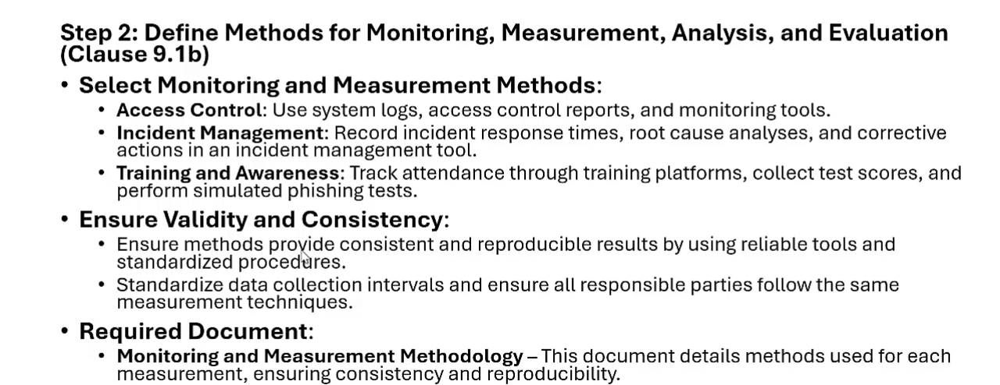 Step 2: Define Methods for Monitoring, Measurement, Analysis, and Evaluation
(Clause 9.1b)
• Select Monitoring and Measurement Methods:
• Access Control: Use system logs, access control reports, and monitoring tools.
• Incident Management: Record incident response times, root cause analyses, and corrective
actions in an incident management tool.
• Training and Awareness: Track attendance through training platforms, collect test scores, and
perform simulated phishing tests.
• Ensure Validity and Consistency:
• Ensure methods provide consistent and reproducible results by using reliable tools and
standardized procedures.
• Standardize data collection intervals and ensure all responsible parties follow the same
measurement techniques.
• Required Document:
• Monitoring and Measurement Methodology – This document details methods used for each
measurement, ensuring consistency and reproducibility.